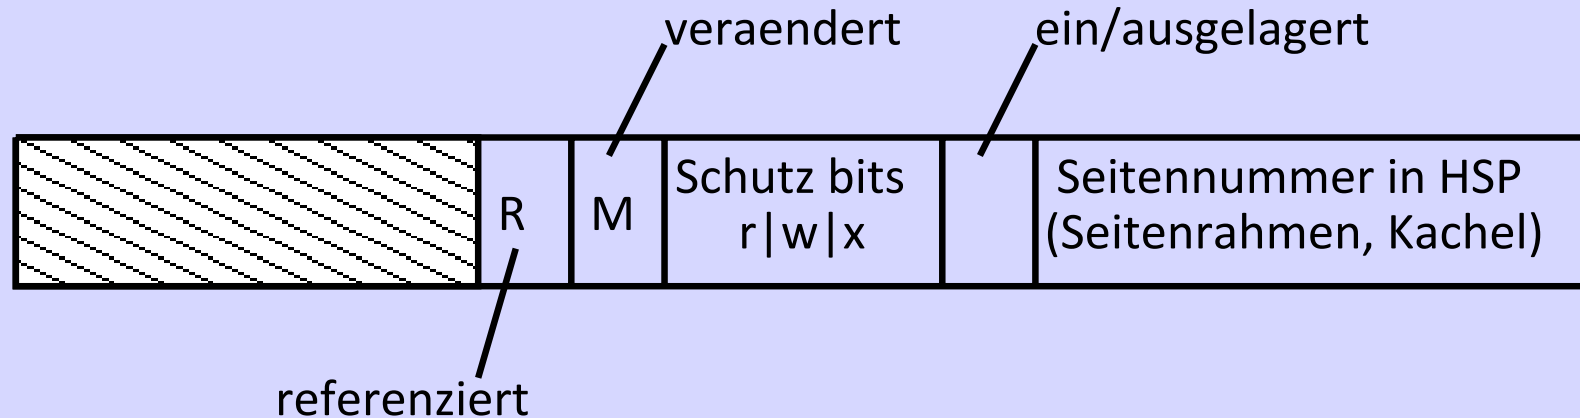 veraendert
ein/ausgelagert
R
M
Schutz bits
r|w|x
Seitennummer in HSP
(Seitenrahmen, Kachel)
referenziert